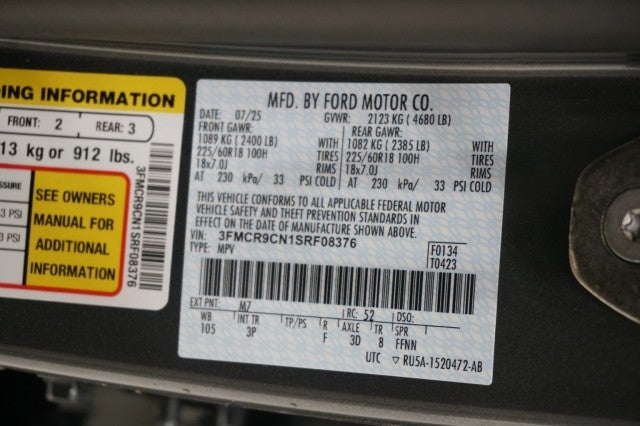 ING INFORMATION
FRONT: 2 REAR: 3
13 kg or 912 lbs.
SSURE
3 PSI
3 PSI
SEE OWNERS
MANUAL FOR
ADDITIONAL
INFORMATION
3FMCR9CN1SRF08376
MFD. BY FORD MOTOR CO.
DATE: 07/25 GVWR: 2123 KG ( 4680 LB)
FRONT GAWR: REAR GAWR:
1089 KG ( 2400 LB) WITH 1082 KG ( 2385 LB) WITH
225/60R18 100H TIRES 225/60R18 100H TIRES
18x7.0J RIMS 18x7.0J RIMS
AT 230 kPa/ 33 PSI COLD AT 230 kPa/ 33 PSI COLD
THIS VEHICLE CONFORMS TO ALL APPLICABLE FEDERAL MOTOR
VEHICLE SAFETY AND THEFT PREVENTION STANDARDS IN
EFFECT ON THE DATE OF MANUFACTURE SHOWN ABOVE.
VIN: 3FMCR9CN1SRF08376
TYPE: MPV
F0134
T0423
EXT PNT: M7 RC: 52 DSO:
WB INT TR TP/PS R AXLE TR SPR
105 3P F 3D 8 FFNN
UTC ▽ RU5A-1520472-AB